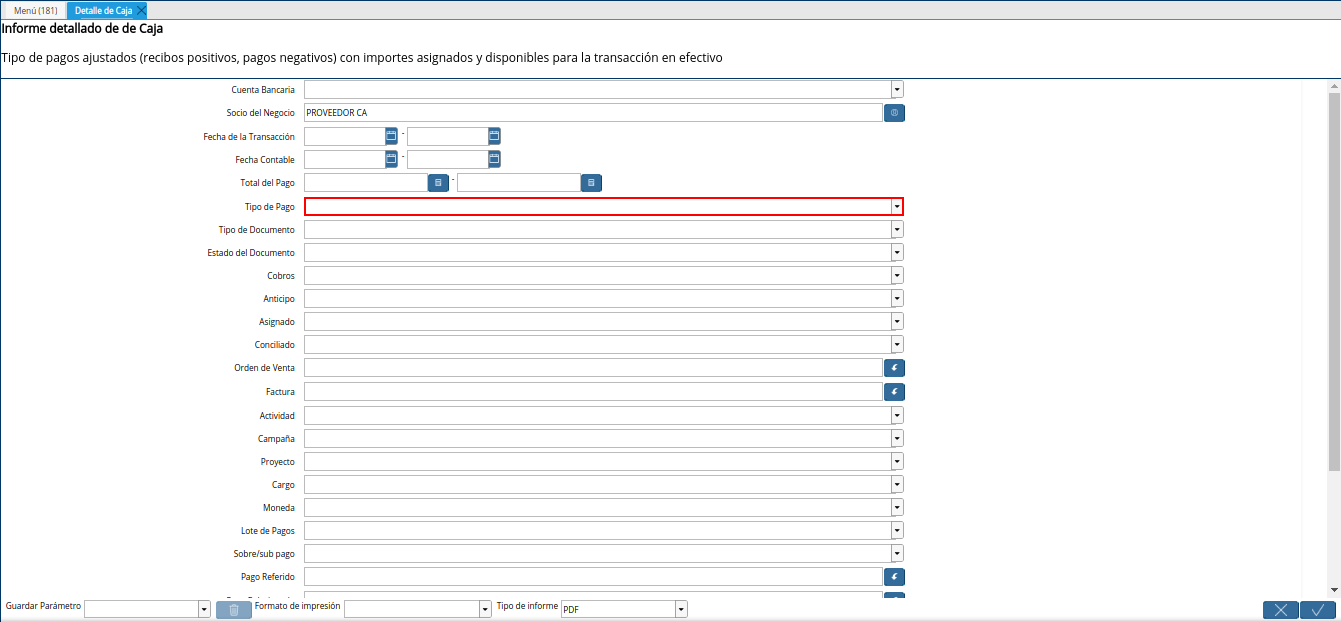 Menú (181)
Detalle de Caja
Informe detallado de de Caja
Tipo de pagos ajustados (recibos positivos, pagos negativos) con importes asignados y disponibles para la transacción en efectivo
Cuenta Bancaria
Socio del Negocio PROVEEDOR CA
Fecha de la Transacción -
Fecha Contable -
Total del Pago -
Tipo de Pago
Tipo de Documento
Estado del Documento
Cobros
Anticipo
Asignado
Conciliado
Orden de Venta
Factura
Actividad
Campaña
Proyecto
Cargo
Moneda
Lote de Pagos
Sobre/sub pago
Pago Referido
Guardar Parámetro Formato de impresión Tipo de informe PDF